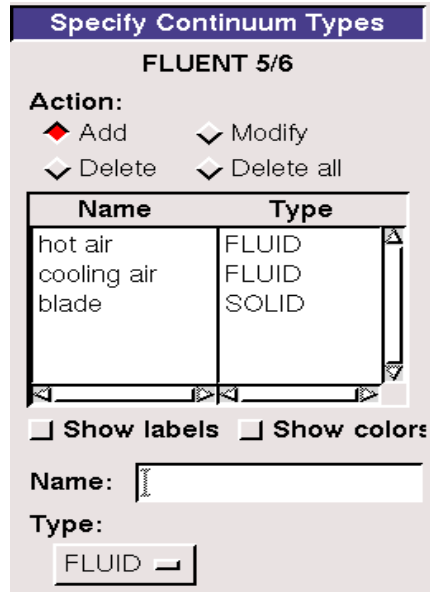 Specify Continuum Types
FLUENT 5/6
Action:
Add Modify
Delete Delete all
Name Type
hot air FLUID
cooling air FLUID
blade SOLID
Show labels Show colors
Name:
Type:
FLUID